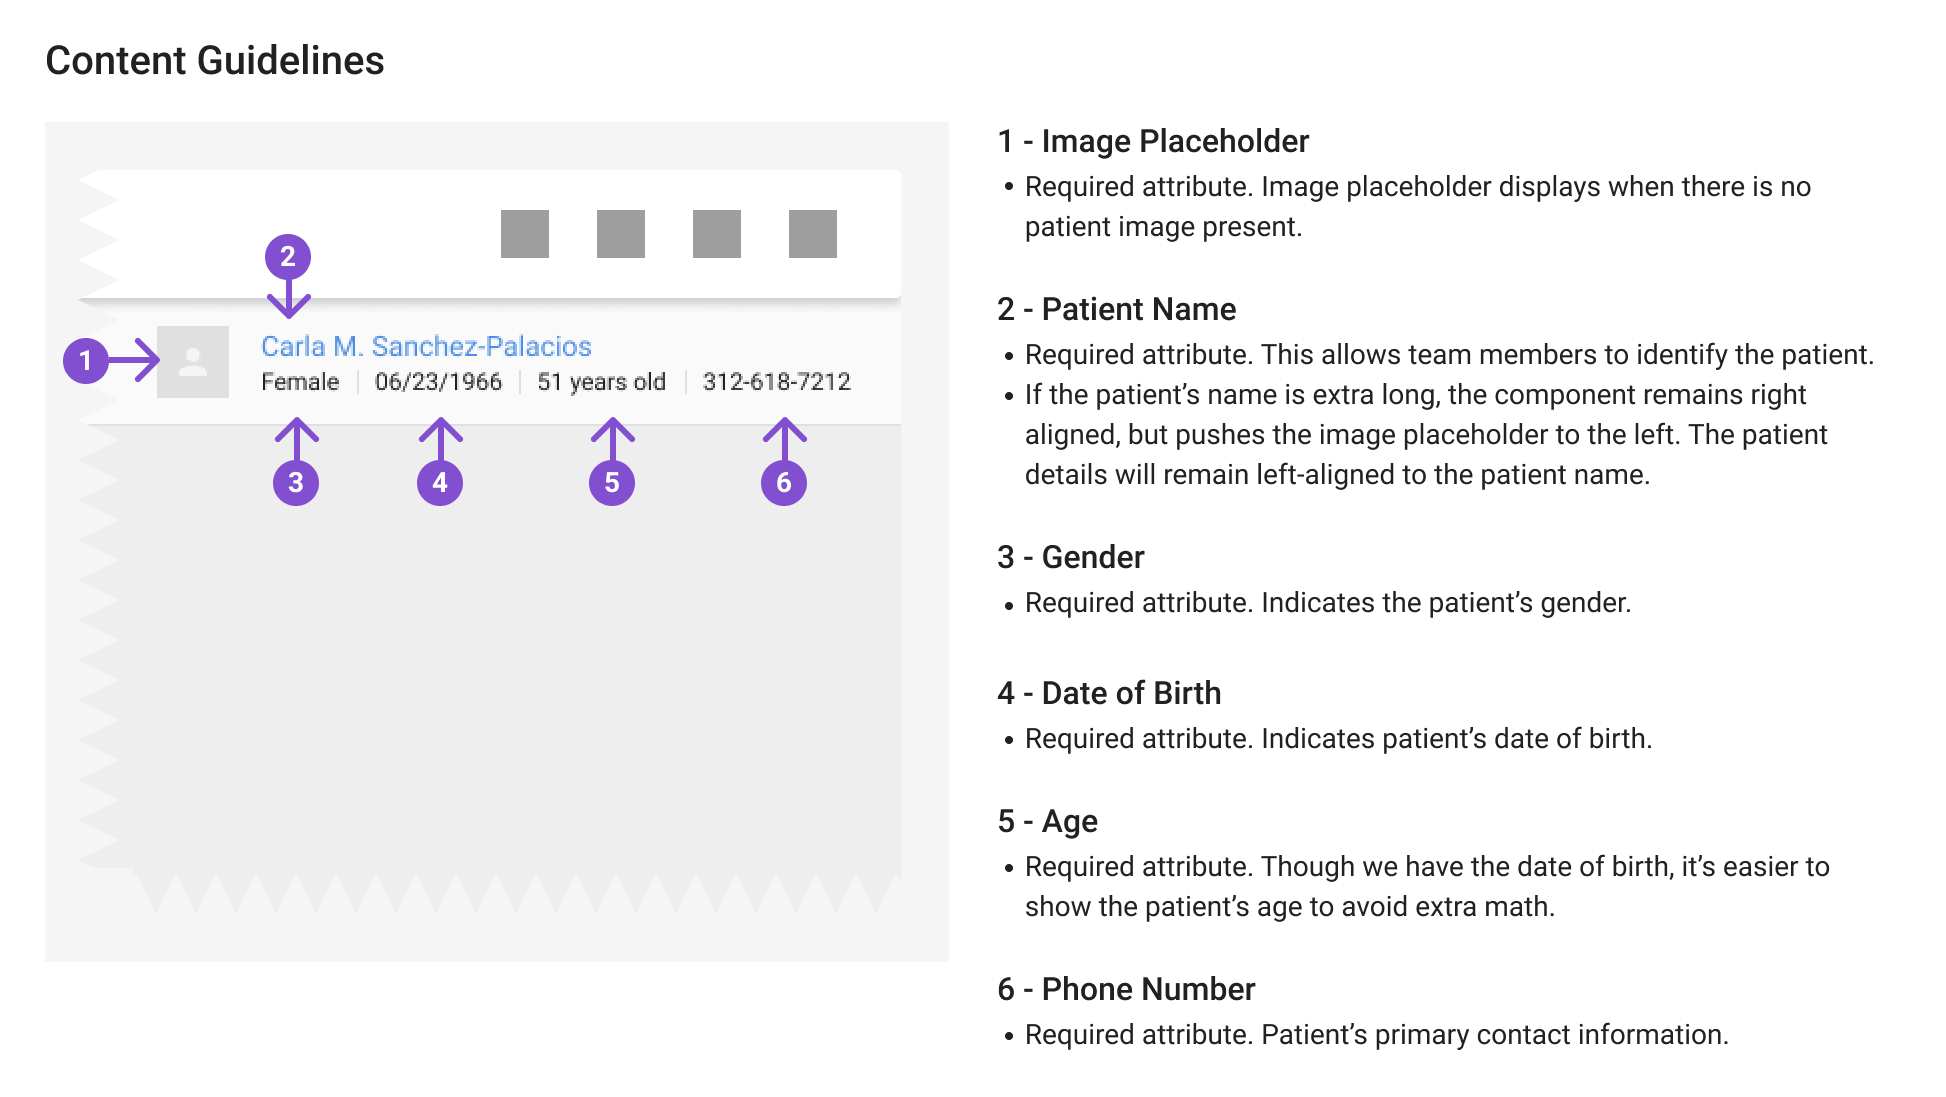 Content Guidelines
2
1
Carla M. Sanchez-Palacios
Female | 06/23/1966 | 51 years old | 312-618-7212
3
4
5
6
1 - Image Placeholder
• Required attribute. Image placeholder displays when there is no
patient image present.
2 - Patient Name
• Required attribute. This allows team members to identify the patient.
• If the patient’s name is extra long, the component remains right
aligned, but pushes the image placeholder to the left. The patient
details will remain left-aligned to the patient name.
3 - Gender
• Required attribute. Indicates the patient’s gender.
4 - Date of Birth
• Required attribute. Indicates patient’s date of birth.
5 - Age
• Required attribute. Though we have the date of birth, it’s easier to
show the patient’s age to avoid extra math.
6 - Phone Number
• Required attribute. Patient’s primary contact information.